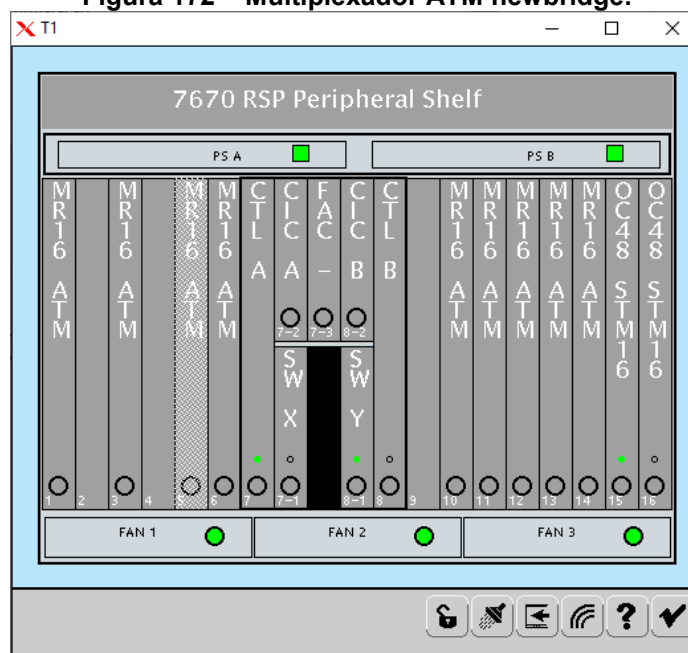 Figura 172 – Multiplexador ATM newbridge.
T1
7670 RSP Peripheral Shelf
PS A
PS B
MR16 ATM
MR16 ATM
MR16 ATM
MR16 ATM
CTL A
CIC A
FAC –
CIC B
CTL B
MR16 ATM
MR16 ATM
MR16 ATM
MR16 ATM
MR16 ATM
OC48 STM16
OC48 STM16
7-2
7-3
8-2
SW X
SW Y
1
2
3
4
5
6
7
7-1
8-1
8
9
10
11
12
13
14
15
16
FAN 1
FAN 2
FAN 3
?